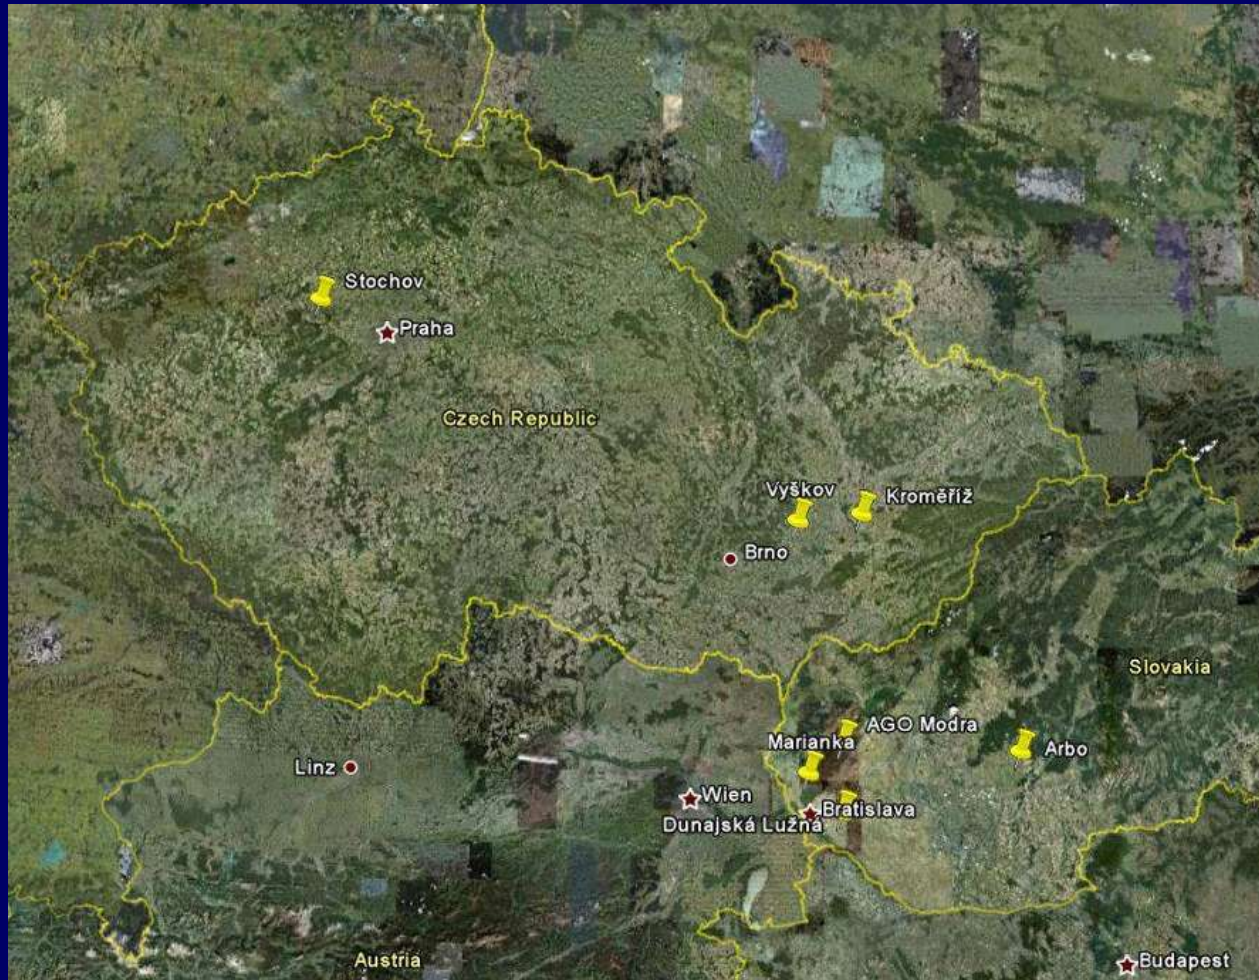 Stochov
Praha
Czech Republic
Vyškov
Kroměříž
Brno
Slovakia
AGO Modra
Marianka
Arbo
Linz
Wien
Bratislava
Dunajská Lužná
Austria
Budapest